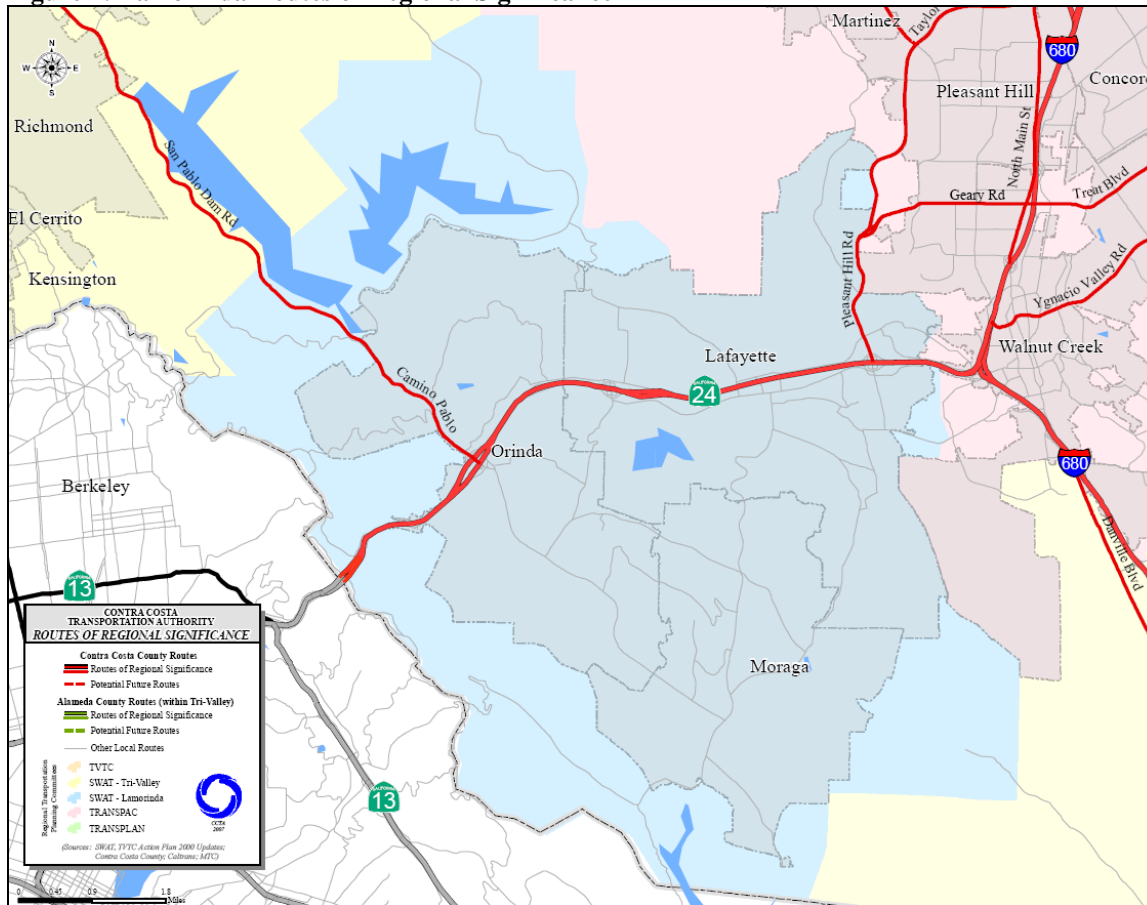 Martinez
Taylor
680
Pleasant Hill
Concord
N
W E
S
Richmond
San Pablo Dam Rd
North Main St
Treat Blvd
Geary Rd
El Cerrito
Pleasant Hill Rd
Kensington
Ygnacio Valley Rd
Walnut Creek
Lafayette
CALIFORNIA
24
Camino Pablo
Orinda
680
Berkeley
Danville Blvd
CALIFORNIA
13
Moraga
CALIFORNIA
13
CONTRA COSTA
TRANSPORTATION AUTHORITY
ROUTES OF REGIONAL SIGNIFICANCE
Contra Costa County Routes
Routes of Regional Significance
Potential Future Routes
Alameda County Routes (within Tri-Valley)
Routes of Regional Significance
Potential Future Routes
Other Local Routes
Regional Transportation
Planning Committees
TVTC
SWAT - Tri-Valley
SWAT - Lamorinda
TRANSPAC
TRANSPLAN
CCTA
2007
(Sources: SWAT, TVTC Action Plan 2000 Updates;
Contra Costa County; Caltrans; MTC)
0 0.45 0.9 1.8
Miles